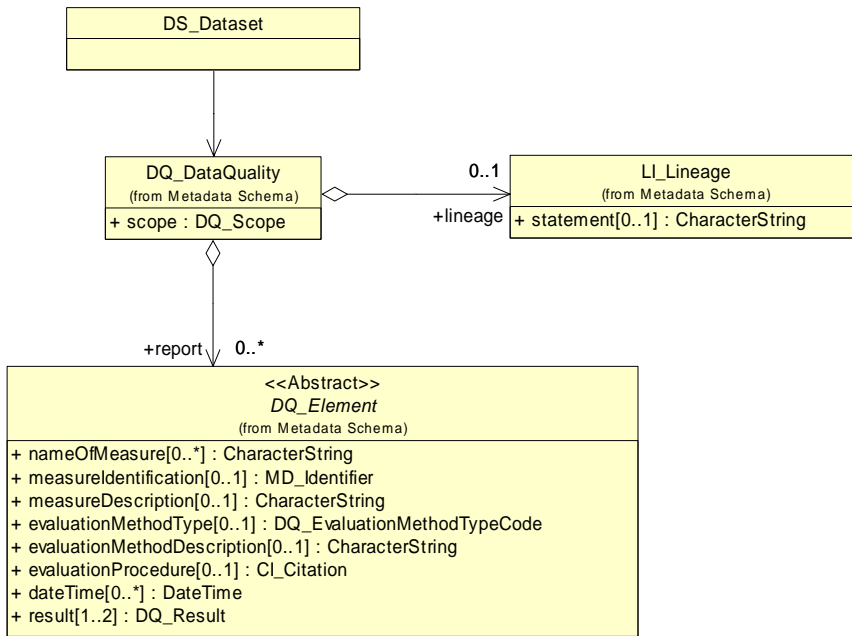 DS_Dataset
DQ_DataQuality
(from Metadata Schema)
+ scope : DQ_Scope
0..1
+lineage
LI_Lineage
(from Metadata Schema)
+ statement[0..1] : CharacterString
+report
0..*
<<Abstract>>
DQ_Element
(from Metadata Schema)
+ nameOfMeasure[0..*] : CharacterString
+ measureIdentification[0..1] : MD_Identifier
+ measureDescription[0..1] : CharacterString
+ evaluationMethodType[0..1] : DQ_EvaluationMethodTypeCode
+ evaluationMethodDescription[0..1] : CharacterString
+ evaluationProcedure[0..1] : CI_Citation
+ dateTime[0..*] : DateTime
+ result[1..2] : DQ_Result